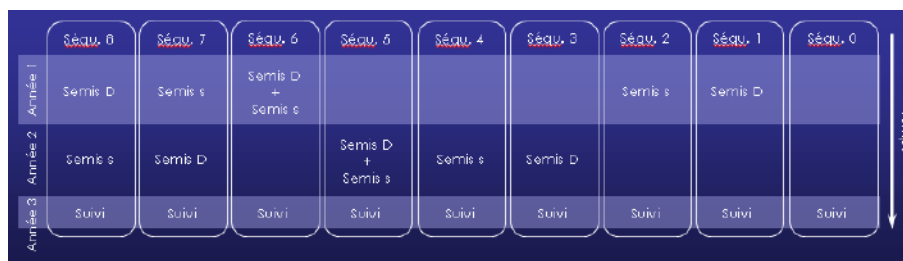 Séqu. 8 Séqu. 7 Séqu. 6 Séqu. 5 Séqu. 4 Séqu. 3 Séqu. 2 Séqu. 1 Séqu. 0
Année 1
Semis D Semis s Semis D + Semis s Semis s Semis D
Année 2
Semis s Semis D Semis D + Semis s Semis s Semis D
Année 3
Suivi Suivi Suivi Suivi Suivi Suivi Suivi Suivi Suivi